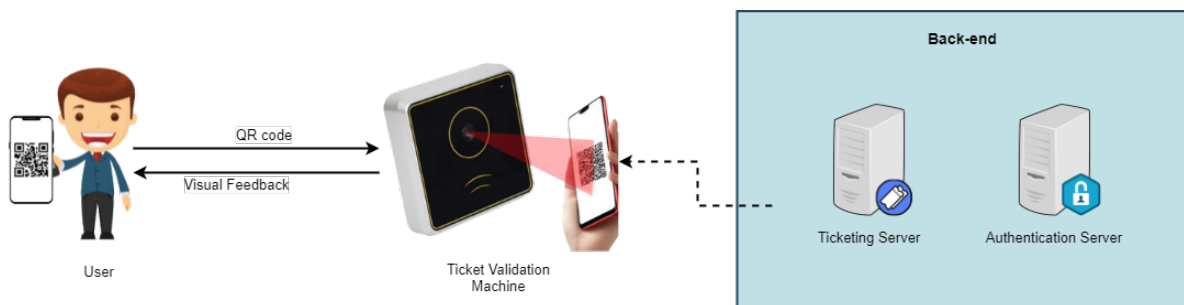 Back-end
QR code
Visual Feedback
Ticketing Server
Authentication Server
User
Ticket Validation
Machine